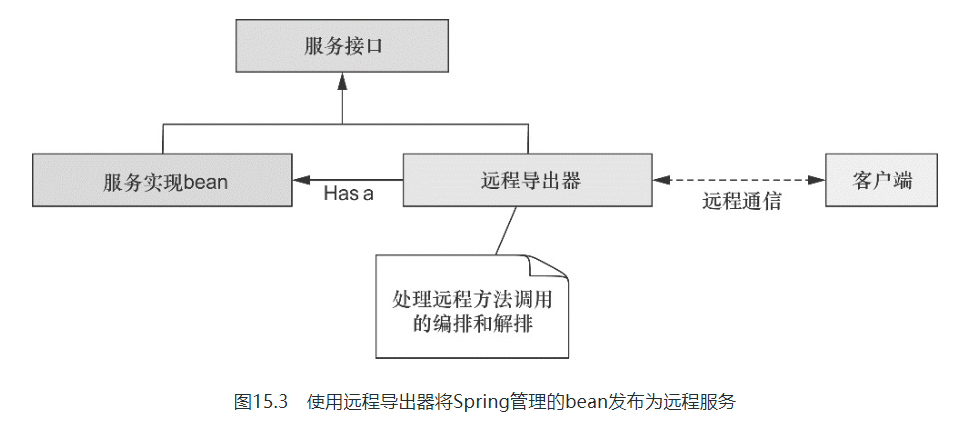 服务接口
服务实现bean
Has a
远程导出器
远程通信
客户端
处理远程方法调用
的编排和解排
图15.3 使用远程导出器将Spring管理的bean发布为远程服务